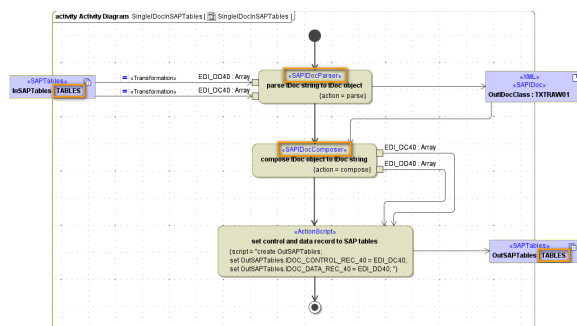 activity Activity Diagram SingleIDocInSAPTables [ SingleIDocInSAPTables ]
«SAPTables»
InSAPTables : TABLES
= «Transformation»
EDI_DD40 : Array
= «Transformation»
EDI_DC40 : Array
«SAPIDocParser»
parse IDoc string to IDoc object
{action = parse}
«XML»
«SAPIDoc»
OutIDocClass : TXTRAW01
«SAPIDocComposer»
compose IDoc object to IDoc string
{action = compose}
EDI_DC40 : Array
EDI_DD40 : Array
«ActionScript»
set control and data record to SAP tables
{script = "create OutSAPTables;
set OutSAPTables.IDOC_CONTROL_REC_40 = EDI_DC40;
set OutSAPTables.IDOC_DATA_REC_40 = EDI_DD40; "}
«SAPTables»
OutSAPTables : TABLES